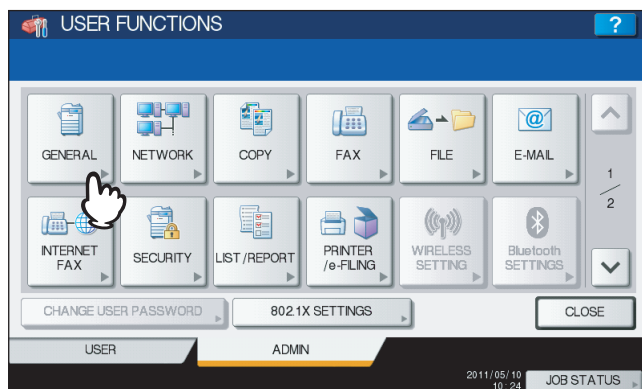 USER FUNCTIONS
?
GENERAL
NETWORK
COPY
FAX
FILE
E-MAIL
1
2
INTERNET
FAX
SECURITY
LIST/REPORT
PRINTER
/e-FILING
WIRELESS
SETTING
Bluetooth
SETTINGS
CHANGE USER PASSWORD
802.1X SETTINGS
CLOSE
USER
ADMIN
2011/05/10
10:24
JOB STATUS